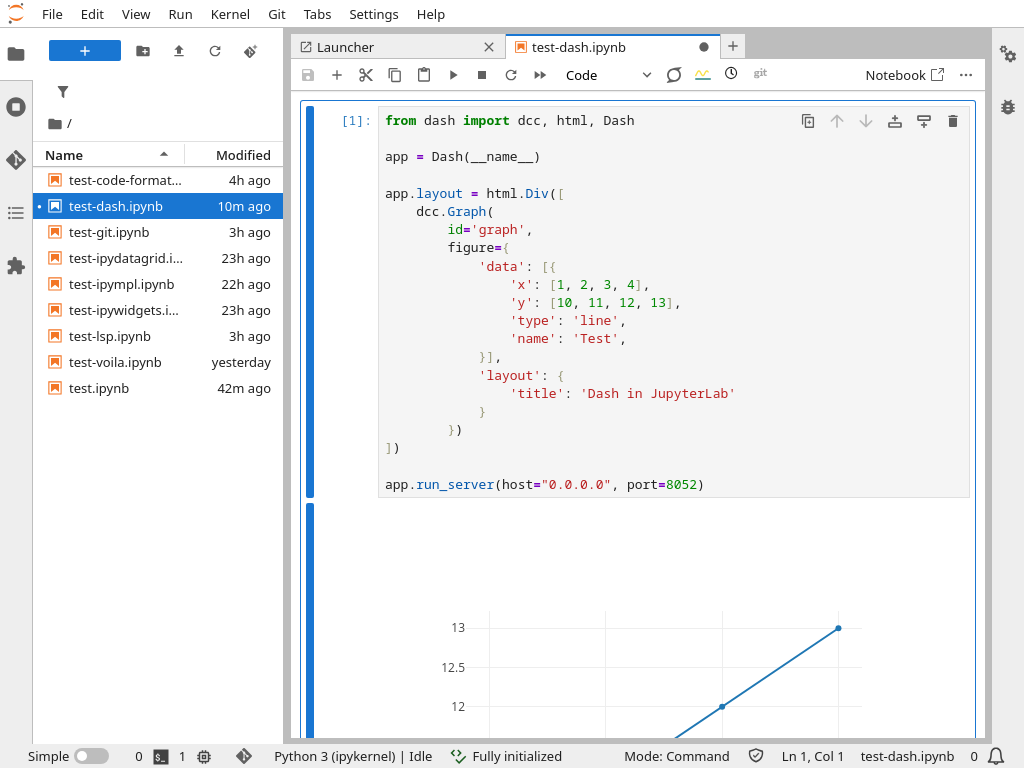 File Edit View Run Kernel Git Tabs Settings Help
Launcher
test-dash.ipynb
Code
git
Notebook
/
Name Modified
test-code-format... 4h ago
test-dash.ipynb 10m ago
test-git.ipynb 3h ago
test-ipydatagrid.i... 23h ago
test-ipympl.ipynb 22h ago
test-ipywidgets.i... 23h ago
test-lsp.ipynb 3h ago
test-voila.ipynb yesterday
test.ipynb 42m ago
[1]:
from dash import dcc, html, Dash
app = Dash(__name__)
app.layout = html.Div([
    dcc.Graph(
        id='graph',
        figure={
            'data': [{
                'x': [1, 2, 3, 4],
                'y': [10, 11, 12, 13],
                'type': 'line',
                'name': 'Test',
            }],
            'layout': {
                'title': 'Dash in JupyterLab'
            }
        })
])
app.run_server(host="0.0.0.0", port=8052)
13
12.5
12
Simple 0 $_ 1 Python 3 (ipykernel) | Idle Fully initialized Mode: Command Ln 1, Col 1 test-dash.ipynb 0